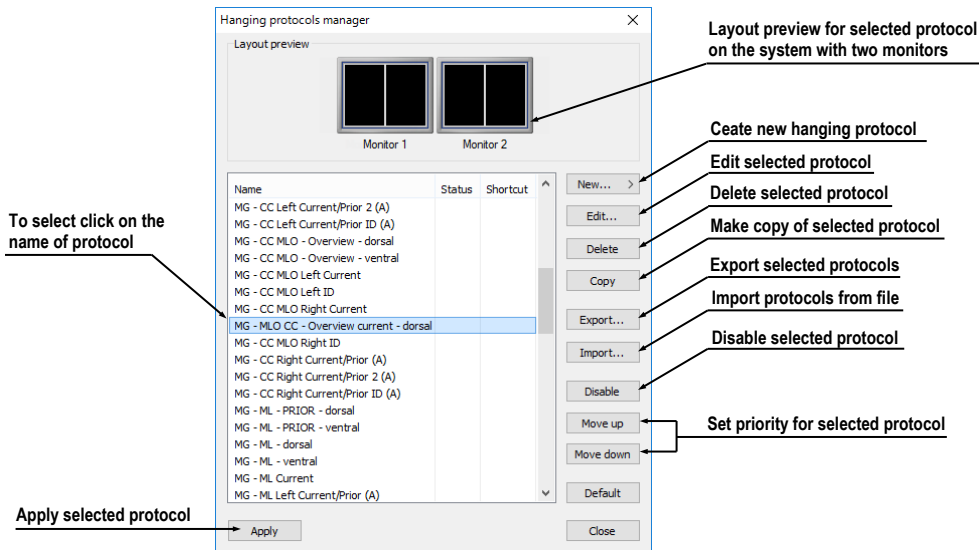 Hanging protocols manager
Layout preview
Monitor 1
Monitor 2
Layout preview for selected protocol
on the system with two monitors
Name Status Shortcut
MG - CC Left Current/Prior 2 (A)
MG - CC Left Current/Prior ID (A)
MG - CC MLO - Overview - dorsal
MG - CC MLO - Overview - ventral
MG - CC MLO Left Current
MG - CC MLO Left ID
MG - CC MLO Right Current
MG - MLO CC - Overview current - dorsal
MG - CC MLO Right ID
MG - CC Right Current/Prior (A)
MG - CC Right Current/Prior 2 (A)
MG - CC Right Current/Prior ID (A)
MG - ML - PRIOR - dorsal
MG - ML - PRIOR - ventral
MG - ML - dorsal
MG - ML - ventral
MG - ML Current
MG - ML Left Current/Prior (A)
New... >
Edit...
Delete
Copy
Export...
Import...
Disable
Move up
Move down
Default
Apply
Close
Ceate new hanging protocol
Edit selected protocol
Delete selected protocol
Make copy of selected protocol
Export selected protocols
Import protocols from file
Disable selected protocol
Set priority for selected protocol
To select click on the
name of protocol
Apply selected protocol